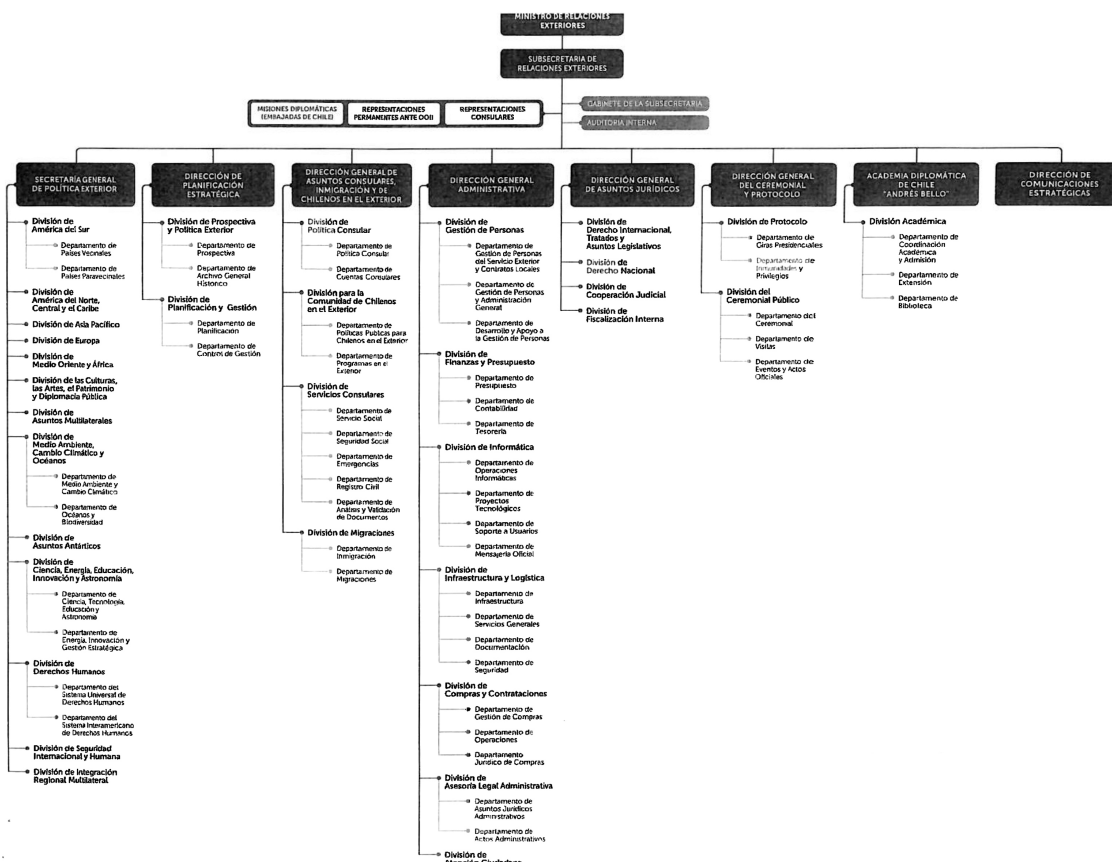 MINISTRO DE RELACIONES
EXTERIORES
SUBSECRETARIA DE
RELACIONES EXTERIORES
MISIONES DIPLOMÁTICAS
(EMBAJADAS DE CHILE)
REPRESENTACIONES
PERMANENTES ANTE OOII
REPRESENTACIONES
CONSULARES
GABINETE DE LA SUBSECRETARIA
AUDITORIA INTERNA
SECRETARÍA GENERAL
DE POLÍTICA EXTERIOR
División de
América del Sur
Departamento de
Países Vecinales
Departamento de
Países Paravecinales
División de
América del Norte,
Central y el Caribe
División de Asia Pacífico
División de Europa
División de
Medio Oriente y África
División de las Culturas,
las Artes, el Patrimonio
y Diplomacia Pública
División de
Asuntos Multilaterales
División de
Medio Ambiente,
Cambio Climático y
Océanos
Departamento de
Medio Ambiente y
Cambio Climático
Departamento de
Océanos y
Biodiversidad
División de
Asuntos Antárticos
División de
Ciencia, Energía, Educación,
Innovación y Astronomía
Departamento de
Ciencia, Tecnología,
Educación y
Astronomía
Departamento de
Energía, Innovación y
Gestión Estratégica
División de
Derechos Humanos
Departamento del
Sistema Universal de
Derechos Humanos
Departamento del
Sistema Interamericano
de Derechos Humanos
División de Seguridad
Internacional y Humana
División de Integración
Regional Multilateral
DIRECCIÓN DE
PLANIFICACIÓN
ESTRATÉGICA
División de Prospectiva
y Política Exterior
Departamento de
Prospectiva
Departamento de
Archivo General
Histórico
División de
Planificación y Gestión
Departamento de
Planificación
Departamento de
Control de Gestión
DIRECCIÓN GENERAL DE
ASUNTOS CONSULARES,
INMIGRACIÓN Y DE
CHILENOS EN EL EXTERIOR
División de
Política Consular
Departamento de
Política Consular
Departamento de
Cuentas Consulares
División para la
Comunidad de Chilenos
en el Exterior
Departamento de
Políticas Públicas para
Chilenos en el Exterior
Departamento de
Programas en el
Exterior
División de
Servicios Consulares
Departamento de
Servicio Social
Departamento de
Seguridad Social
Departamento de
Emergencias
Departamento de
Registro Civil
Departamento de
Análisis y Validación
de Documentos
División de Migraciones
Departamento de
Inmigración
Departamento de
Migraciones
DIRECCIÓN GENERAL
ADMINISTRATIVA
División de
Gestión de Personas
Departamento de
Gestión de Personas
del Servicio Exterior
y Contratos Locales
Departamento de
Gestión de Personas
y Administración
General
Departamento de
Desarrollo y Apoyo a
la Gestión de Personas
División de
Finanzas y Presupuesto
Departamento de
Presupuesto
Departamento de
Contabilidad
Departamento de
Tesorería
División de Informática
Departamento de
Operaciones
Informáticas
Departamento de
Proyectos
Tecnológicos
Departamento de
Soporte a Usuarios
Departamento de
Mensajería Oficial
División de
Infraestructura y Logística
Departamento de
Infraestructura
Departamento de
Servicios Generales
Departamento de
Documentación
Departamento de
Seguridad
División de
Compras y Contrataciones
Departamento de
Gestión de Compras
Departamento de
Operaciones
Departamento
Jurídico de Compras
División de
Asesoría Legal Administrativa
Departamento de
Asuntos Jurídicos
Administrativos
Departamento de
Actos Administrativos
División de
Atención Ciudadana
DIRECCIÓN GENERAL
DE ASUNTOS JURÍDICOS
División de
Derecho Internacional,
Tratados y
Asuntos Legislativos
División de
Derecho Nacional
División de
Cooperación Judicial
División de
Fiscalización Interna
DIRECCIÓN GENERAL
DEL CEREMONIAL
Y PROTOCOLO
División de Protocolo
Departamento de
Giras Presidenciales
Departamento de
Inmunidades y
Privilegios
División del
Ceremonial Público
Departamento del
Ceremonial
Departamento de
Visitas
Departamento de
Eventos y Actos
Oficiales
ACADEMIA DIPLOMÁTICA
DE CHILE
"ANDRÉS BELLO"
División Académica
Departamento de
Coordinación
Académica
y Admisión
Departamento de
Extensión
Departamento de
Biblioteca
DIRECCIÓN DE
COMUNICACIONES
ESTRATÉGICAS